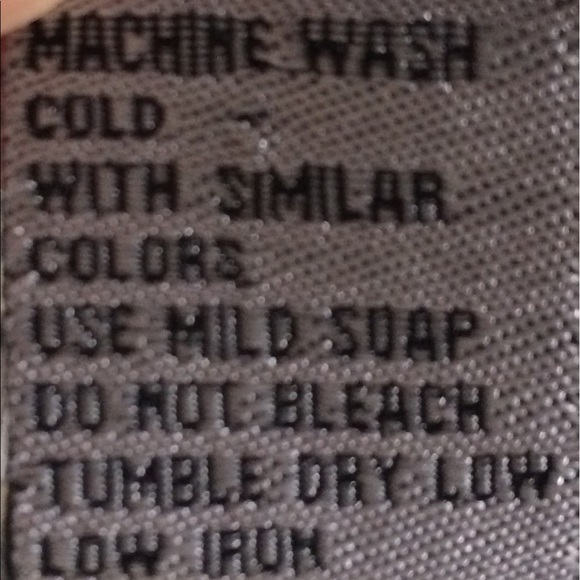 MACHINE WASH
COLD
WITH SIMILAR
COLORS
USE MILD SOAP
DO NOT BLEACH
TUMBLE DRY LOW
LOW IRON